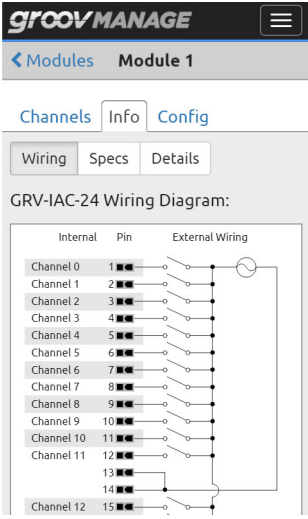 groov MANAGE
Modules Module 1
Channels Info Config
Wiring Specs Details
GRV-IAC-24 Wiring Diagram:
Internal Pin External Wiring
Channel 0 1
Channel 1 2
Channel 2 3
Channel 3 4
Channel 4 5
Channel 5 6
Channel 6 7
Channel 7 8
Channel 8 9
Channel 9 10
Channel 10 11
Channel 11 12
13
14
Channel 12 15